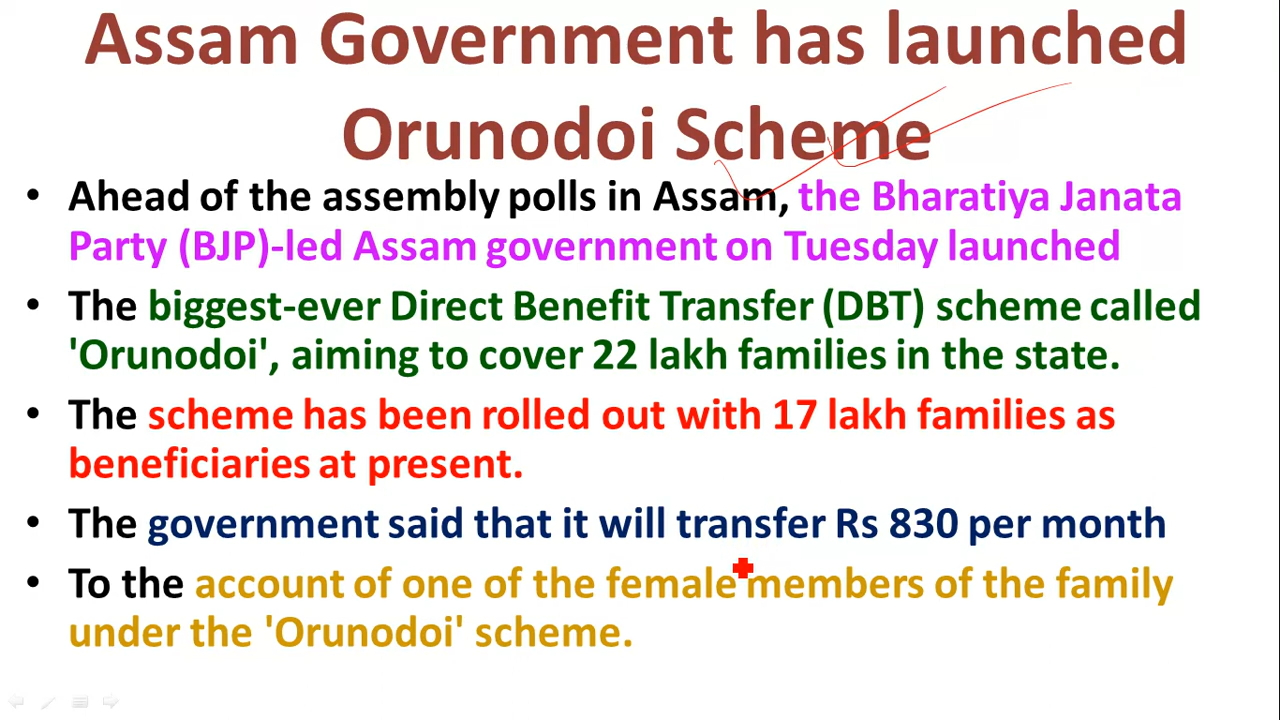 Assam Government has launched
Orunodoi Scheme
• Ahead of the assembly polls in Assam, the Bharatiya Janata
Party (BJP)-led Assam government on Tuesday launched
• The biggest-ever Direct Benefit Transfer (DBT) scheme called
'Orunodoi', aiming to cover 22 lakh families in the state.
• The scheme has been rolled out with 17 lakh families as
beneficiaries at present.
• The government said that it will transfer Rs 830 per month
• To the account of one of the female members of the family
under the 'Orunodoi' scheme.